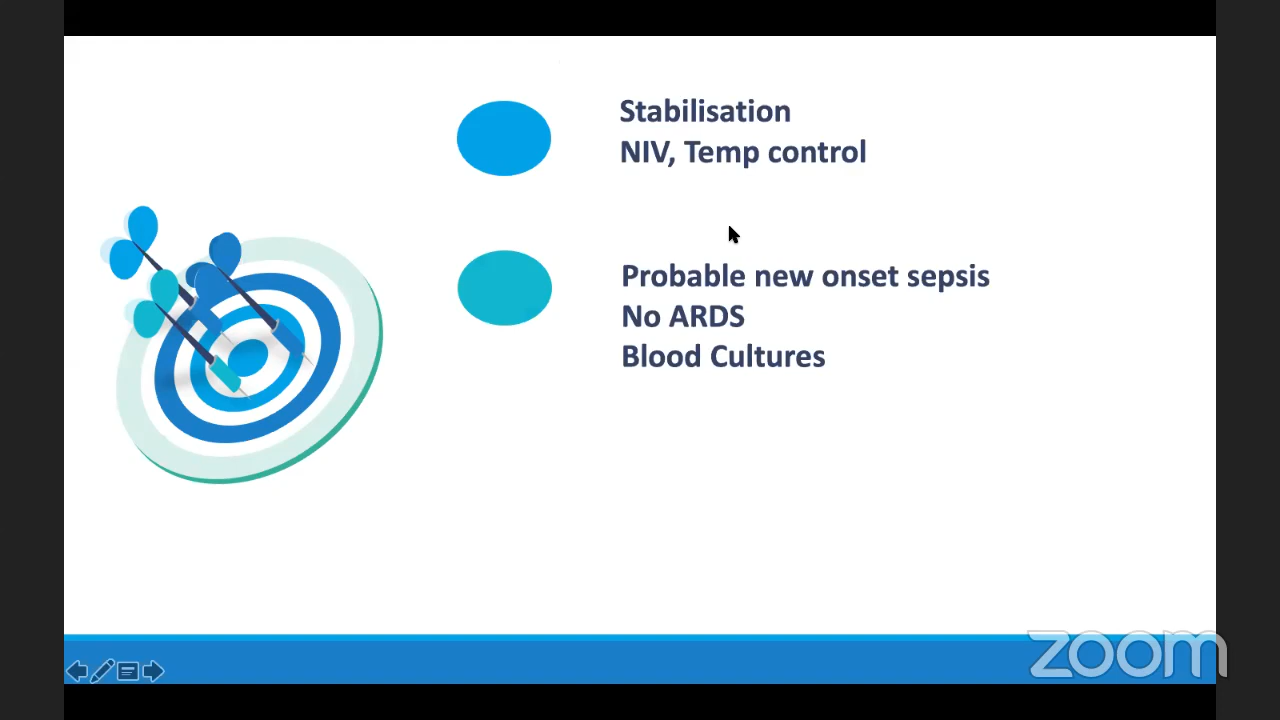 Stabilisation
NIV, Temp control
Probable new onset sepsis
No ARDS
Blood Cultures
zoom